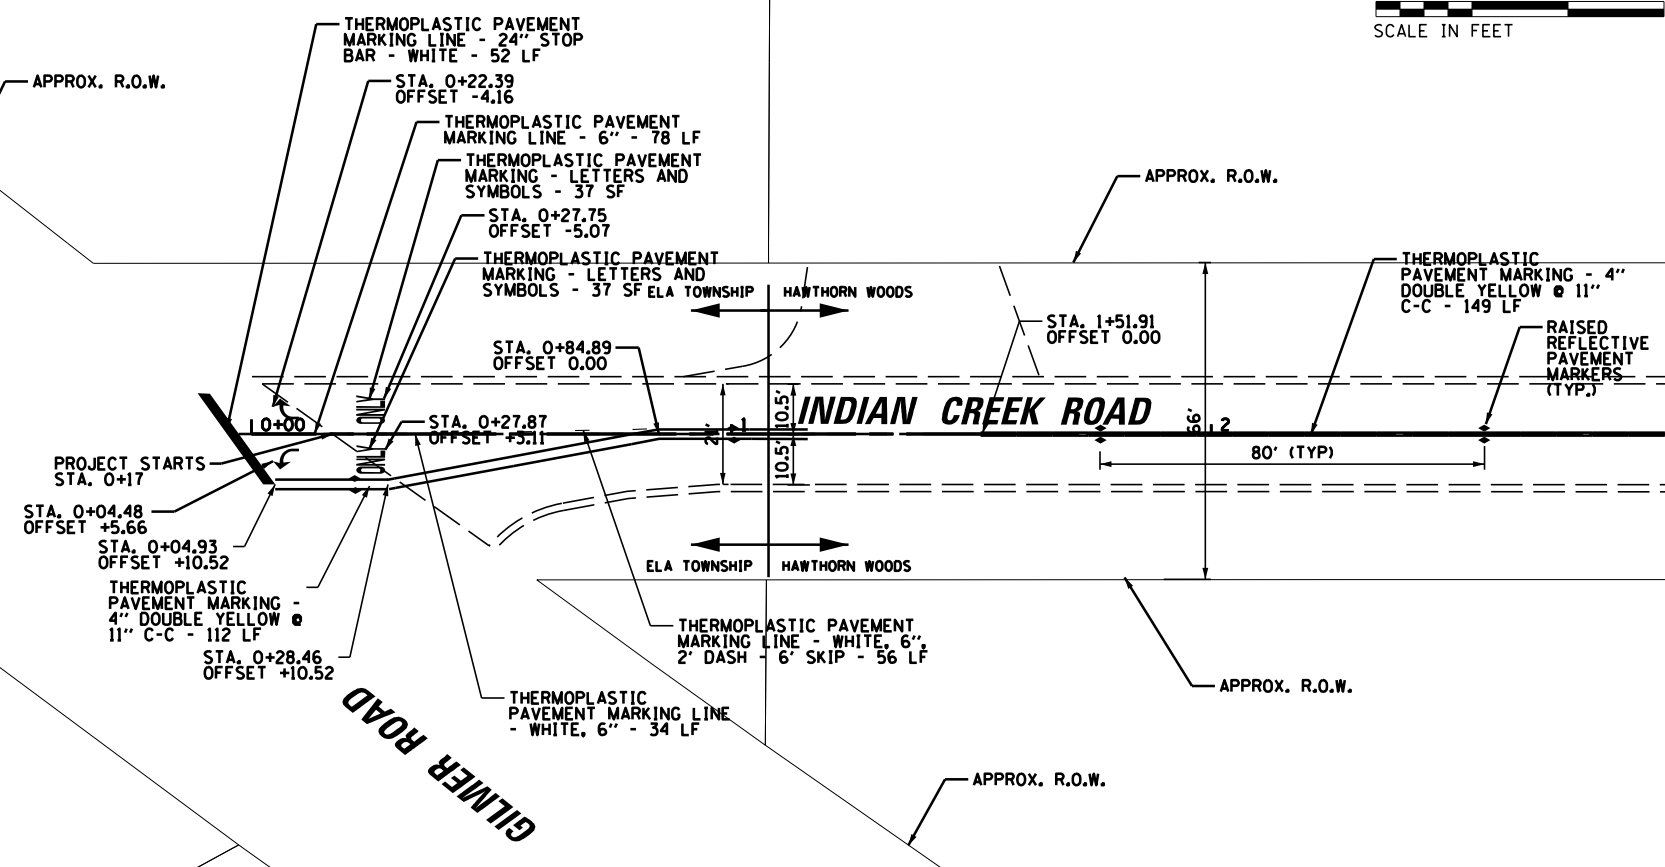 SCALE IN FEET
THERMOPLASTIC PAVEMENT
MARKING LINE - 24" STOP
BAR - WHITE - 52 LF
APPROX. R.O.W.
STA. 0+22.39
OFFSET -4.16
THERMOPLASTIC PAVEMENT
MARKING LINE - 6" - 78 LF
THERMOPLASTIC PAVEMENT
MARKING - LETTERS AND
SYMBOLS - 37 SF
APPROX. R.O.W.
STA. 0+27.75
OFFSET -5.07
THERMOPLASTIC PAVEMENT
MARKING - LETTERS AND
SYMBOLS - 37 SF
ELA TOWNSHIP
HAWTHORN WOODS
THERMOPLASTIC
PAVEMENT MARKING - 4"
DOUBLE YELLOW @ 11"
C-C - 149 LF
STA. 1+51.91
OFFSET 0.00
RAISED
REFLECTIVE
PAVEMENT
MARKERS
(TYP.)
STA. 0+84.89
OFFSET 0.00
INDIAN CREEK ROAD
10.5'
10.5'
21'
66'
1
2
80' (TYP)
0+00
ONLY
ONLY
STA. 0+27.87
OFFSET +5.11
PROJECT STARTS
STA. 0+17
STA. 0+04.48
OFFSET +5.66
STA. 0+04.93
OFFSET +10.52
THERMOPLASTIC
PAVEMENT MARKING -
4" DOUBLE YELLOW @
11" C-C - 112 LF
STA. 0+28.46
OFFSET +10.52
ELA TOWNSHIP
HAWTHORN WOODS
THERMOPLASTIC PAVEMENT
MARKING LINE - WHITE, 6",
2' DASH - 6' SKIP - 56 LF
THERMOPLASTIC
PAVEMENT MARKING LINE
- WHITE, 6" - 34 LF
APPROX. R.O.W.
GILMER ROAD
APPROX. R.O.W.